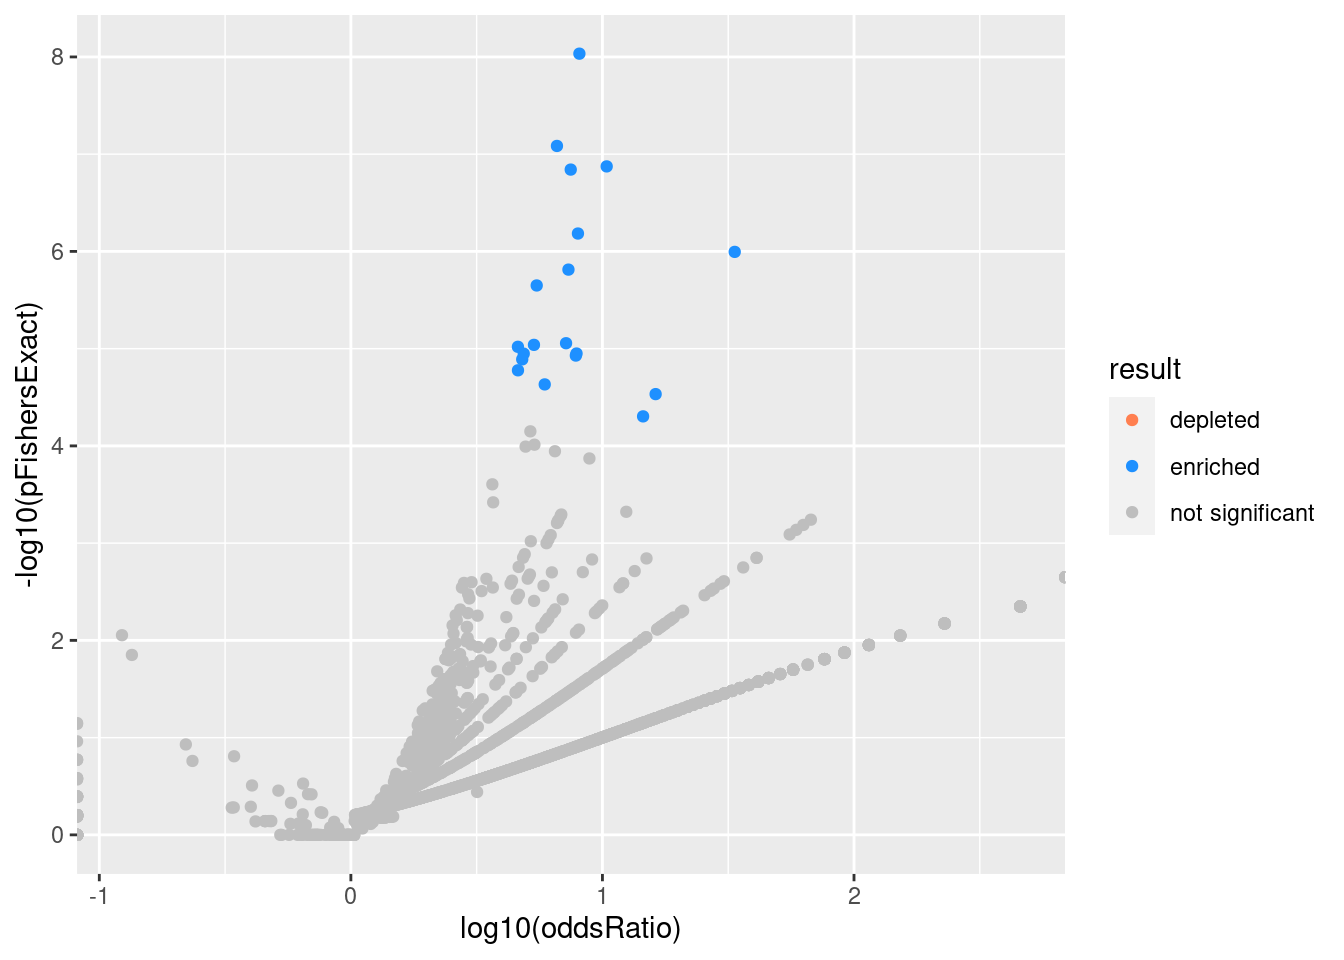 8
6
4
2
0
-log10(pFishersExact)
-1
0
1
2
log10(oddsRatio)
result
depleted
enriched
not significant